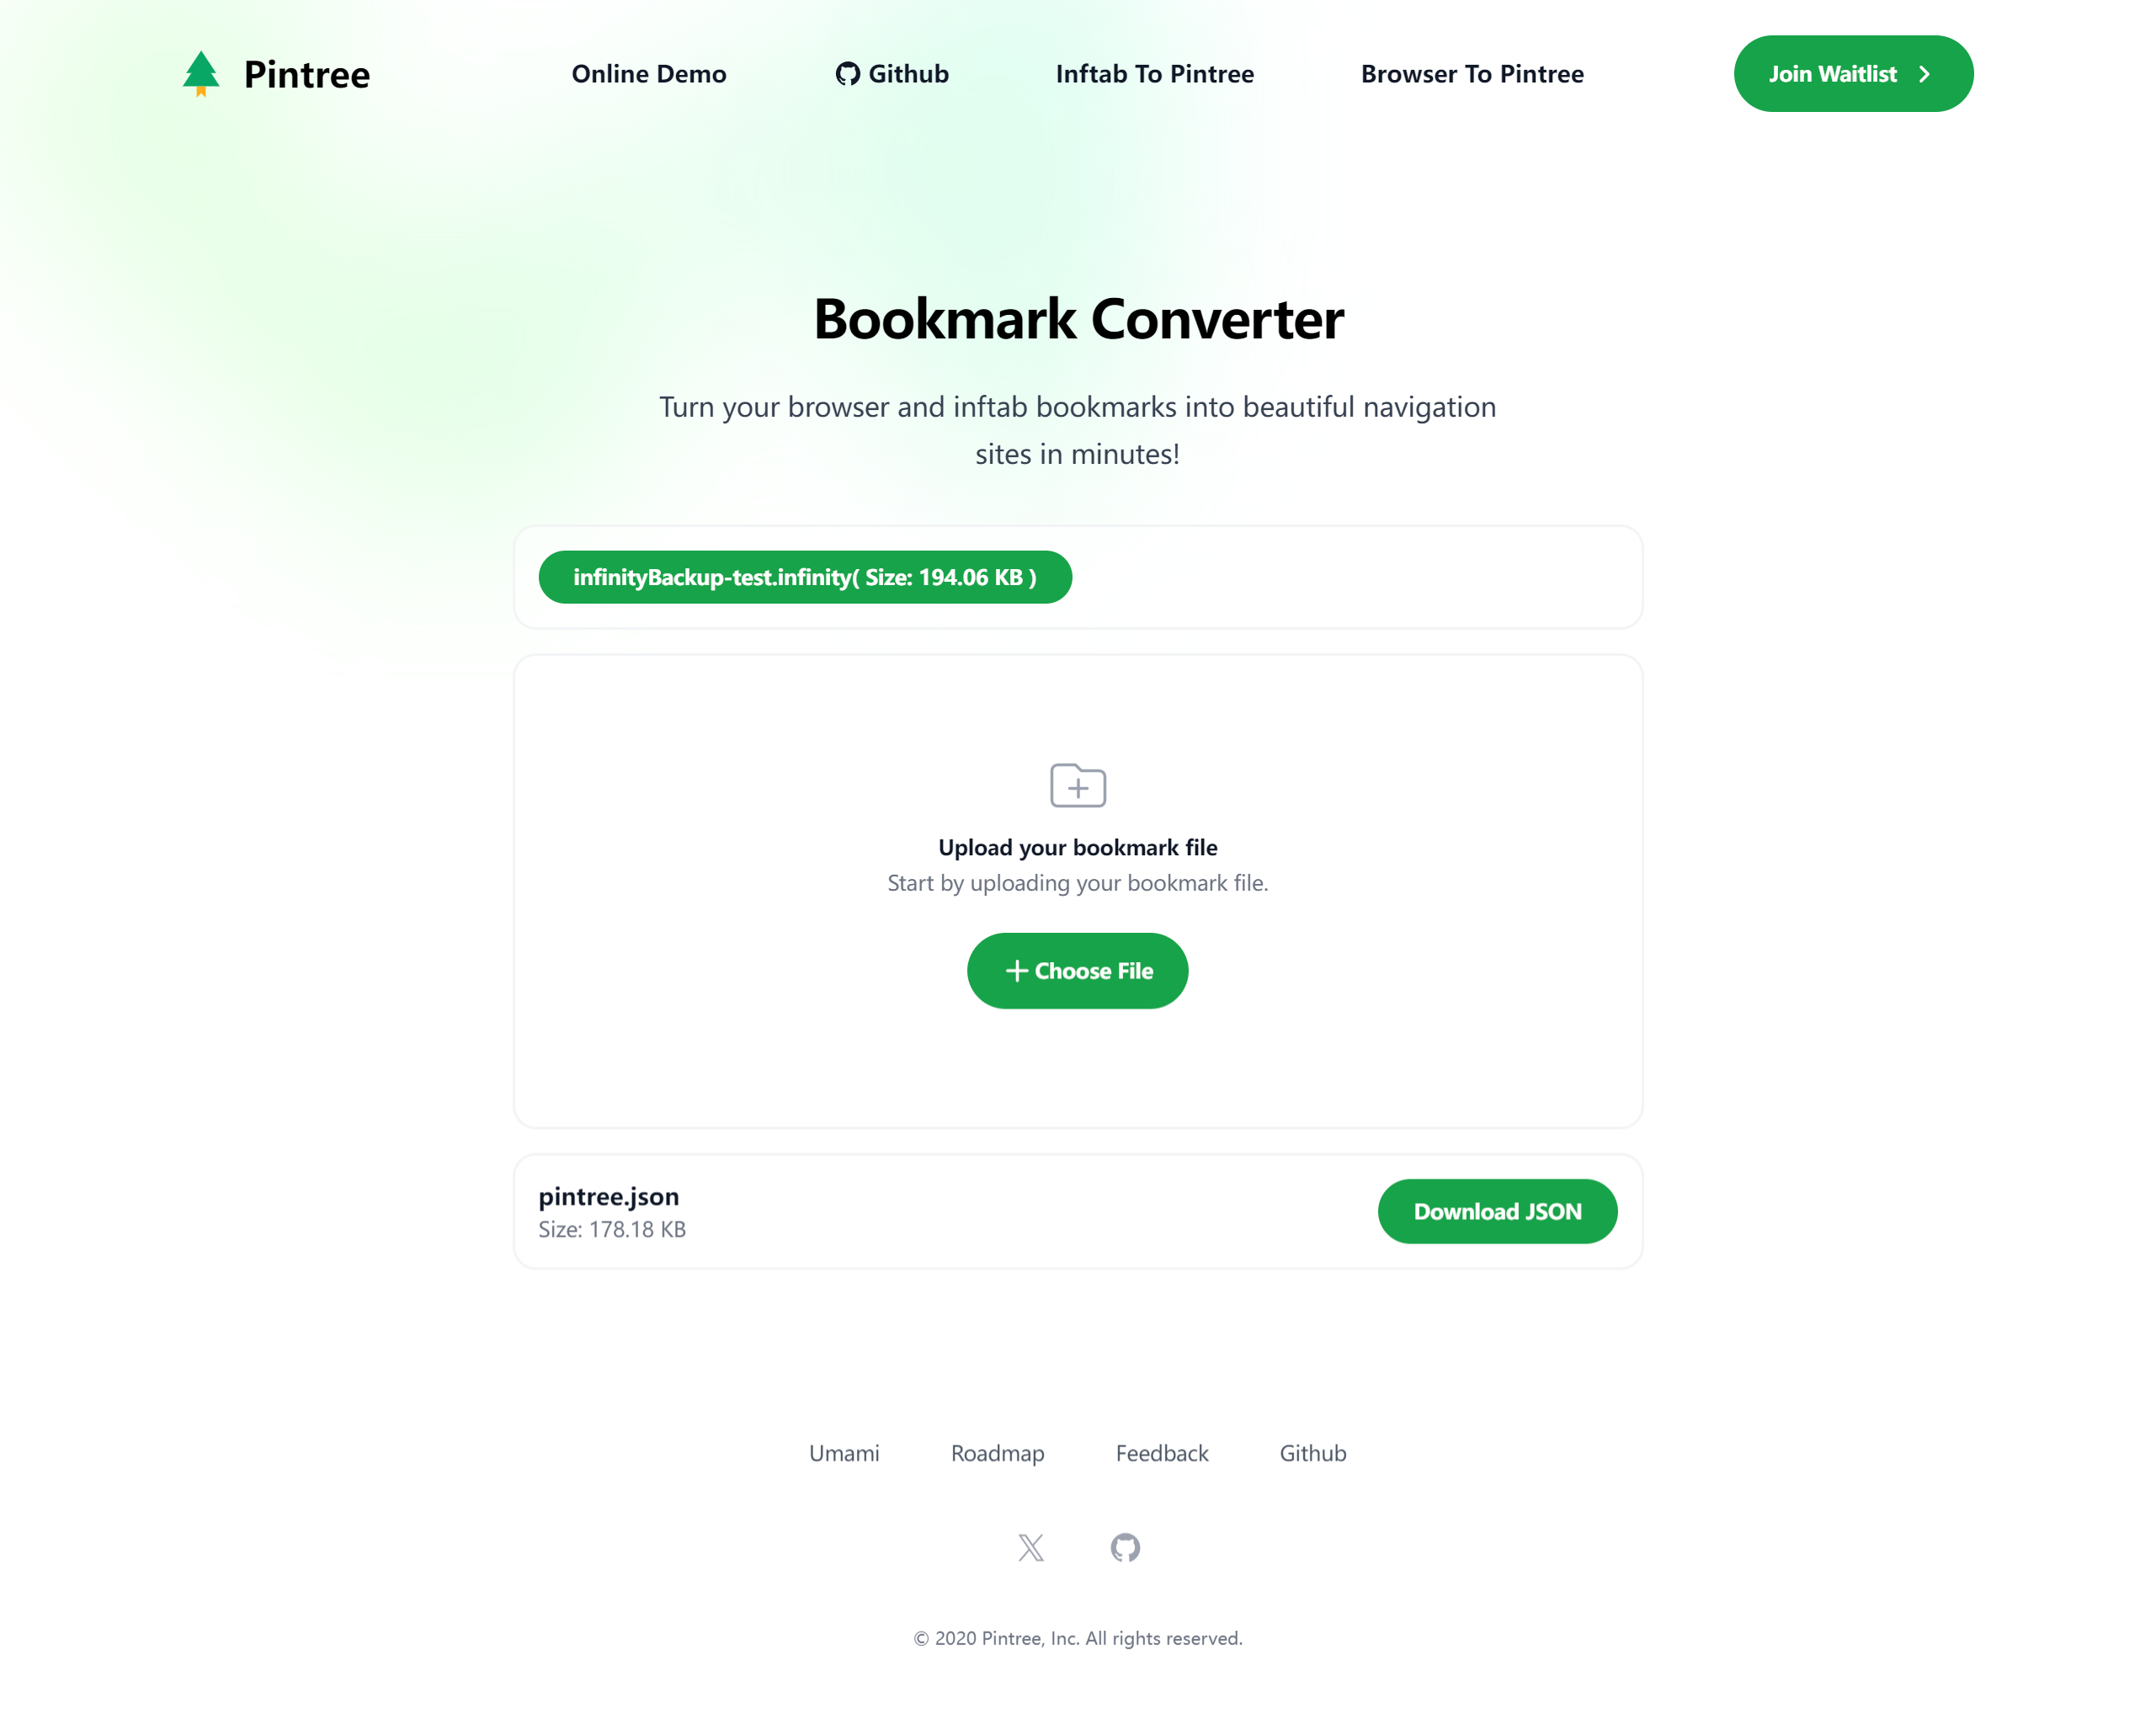 Pintree
Online Demo
Github
Inftab To Pintree
Browser To Pintree
Join Waitlist
Bookmark Converter
Turn your browser and inftab bookmarks into beautiful navigation
sites in minutes!
infinityBackup-test.infinity( Size: 194.06 KB )
Upload your bookmark file
Start by uploading your bookmark file.
Choose File
pintree.json
Size: 178.18 KB
Download JSON
Umami
Roadmap
Feedback
Github
© 2020 Pintree, Inc. All rights reserved.